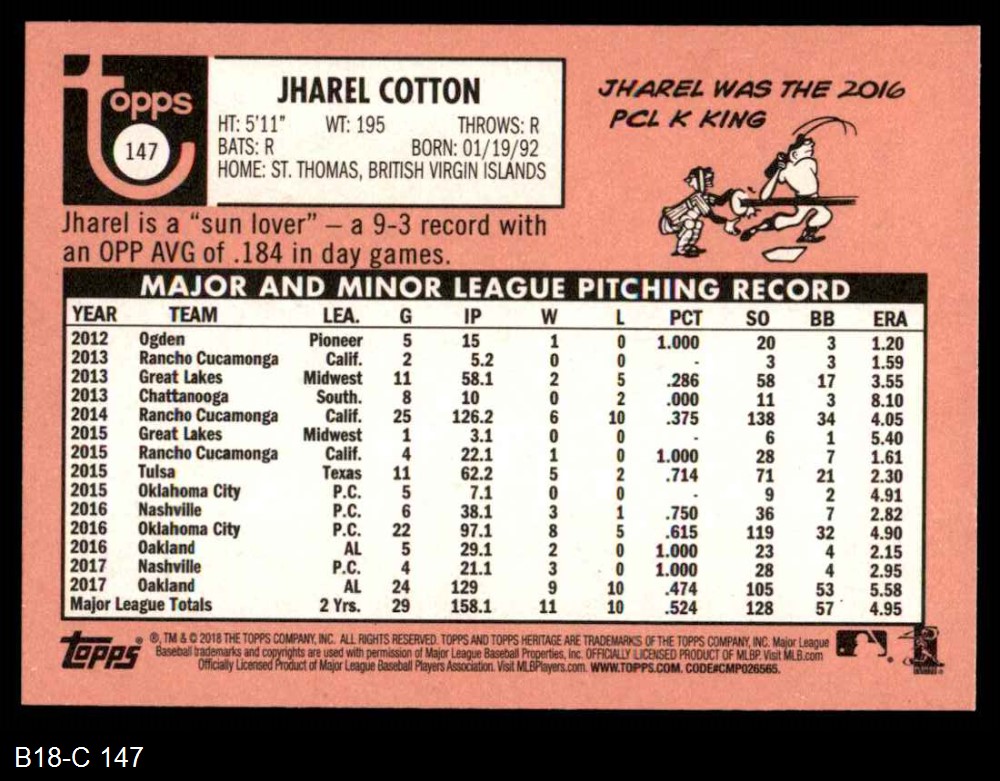 Topps
147
JHAREL COTTON
HT: 5'11" WT: 195 THROWS: R
BATS: R BORN: 01/19/92
HOME: ST. THOMAS, BRITISH VIRGIN ISLANDS
JHAREL WAS THE 2016
PCL K KING
Jharel is a “sun lover” – a 9-3 record with
an OPP AVG of .184 in day games.
MAJOR AND MINOR LEAGUE PITCHING RECORD
YEAR TEAM LEA. G IP W L PCT SO BB ERA
2012 Ogden Pioneer 5 15 1 0 1.000 20 3 1.20
2013 Rancho Cucamonga Calif. 2 5.2 0 0 - 3 3 1.59
2013 Great Lakes Midwest 11 58.1 2 5 .286 58 17 3.55
2013 Chattanooga South. 8 10 0 2 .000 11 3 8.10
2014 Rancho Cucamonga Calif. 25 126.2 6 10 .375 138 34 4.05
2015 Great Lakes Midwest 1 3.1 0 0 - 6 1 5.40
2015 Rancho Cucamonga Calif. 4 22.1 1 0 1.000 28 7 1.61
2015 Tulsa Texas 11 62.2 5 2 .714 71 21 2.30
2015 Oklahoma City P.C. 5 7.1 0 0 - 9 2 4.91
2016 Nashville P.C. 6 38.1 3 1 .750 36 7 2.82
2016 Oklahoma City P.C. 22 97.1 8 5 .615 119 32 4.90
2016 Oakland AL 5 29.1 2 0 1.000 23 4 2.15
2017 Nashville P.C. 4 21.1 3 0 1.000 28 4 2.95
2017 Oakland AL 24 129 9 10 .474 105 53 5.58
Major League Totals 2 Yrs. 29 158.1 11 10 .524 128 57 4.95
Topps
®, TM & © 2018 THE TOPPS COMPANY, INC. ALL RIGHTS RESERVED. TOPPS AND TOPPS HERITAGE ARE TRADEMARKS OF THE TOPPS COMPANY, INC. Major League
Baseball trademarks and copyrights are used with permission of Major League Baseball Properties, Inc. OFFICIALLY LICENSED PRODUCT OF MLBP. Visit MLB.com
Officially Licensed Product of Major League Baseball Players Association. Visit MLBPlayers.com. WWW.TOPPS.COM. CODE#CMP026565.
B18-C 147